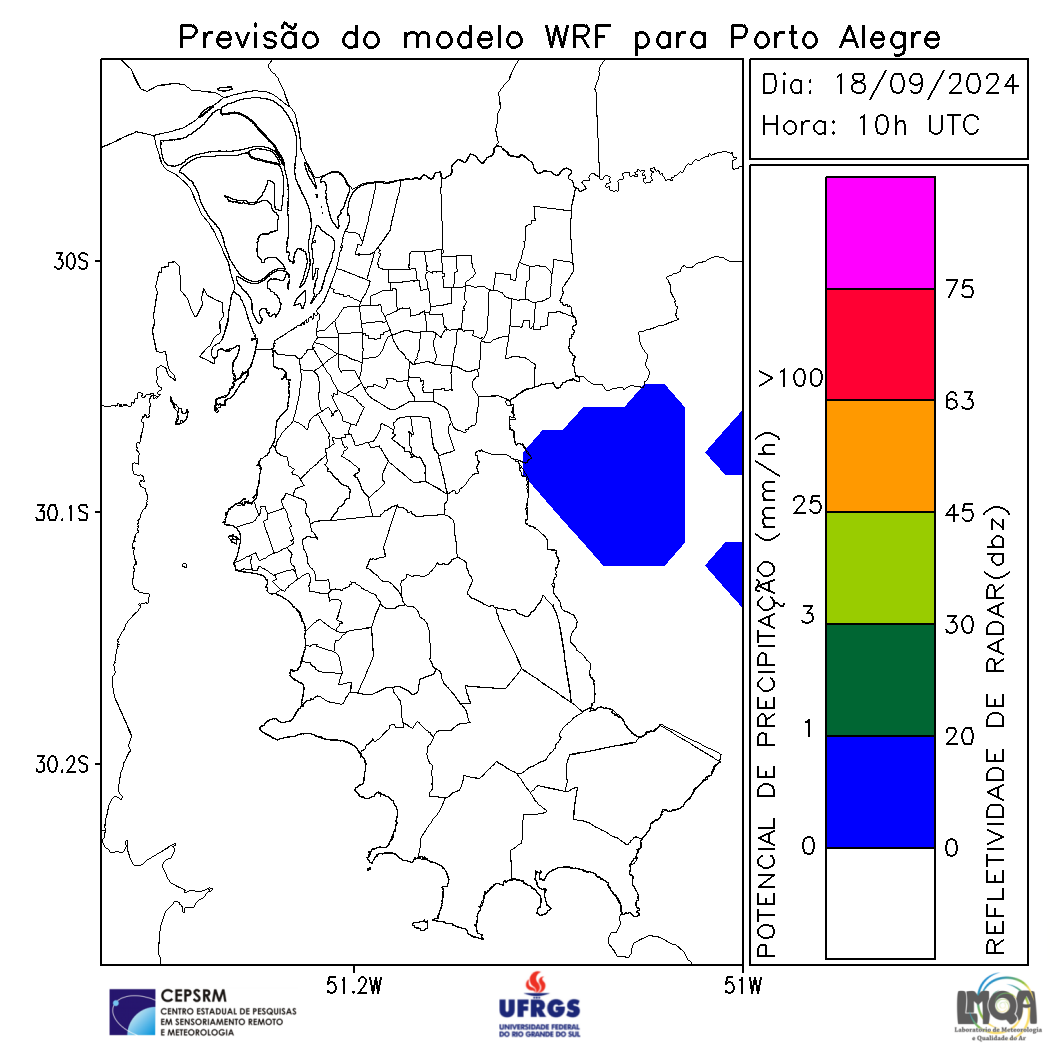 Previsão do modelo WRF para Porto Alegre
Dia: 18/09/2024
Hora: 10h UTC
30S
30.1S
30.2S
51.2W
51W
POTENCIAL DE PRECIPITAÇÃO (mm/h)
>100
25
3
1
0
75
63
45
30
20
0
REFLETIVIDADE DE RADAR(dbz)
CEPSRM
CENTRO ESTADUAL DE PESQUISAS
EM SENSORIAMENTO REMOTO
E METEOROLOGIA
UFRGS
UNIVERSIDADE FEDERAL
DO RIO GRANDE DO SUL
LMQA
Laboratório de Meteorologia
e Qualidade do Ar